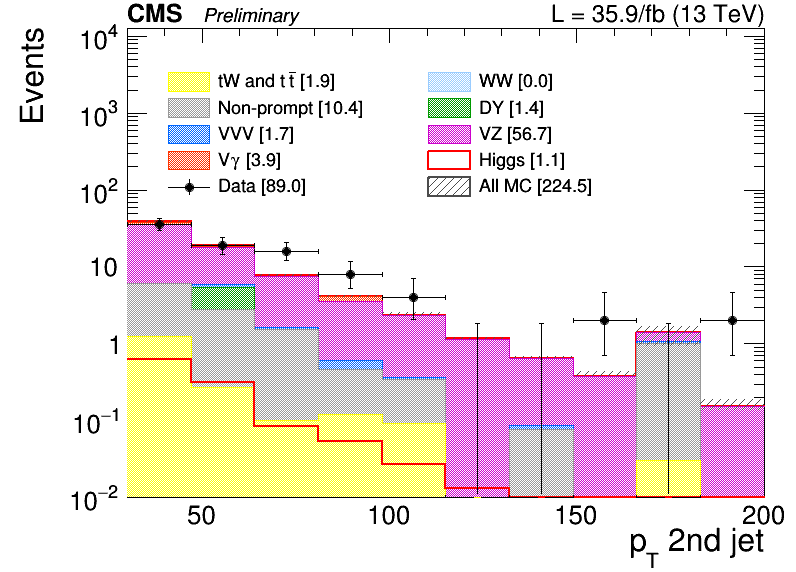 CMS Preliminary L = 35.9/fb (13 TeV)
Events
10⁴
10³
10²
10
1
10⁻¹
10⁻²
tW and t t̅ [1.9] WW [0.0]
Non-prompt [10.4] DY [1.4]
VVV [1.7] VZ [56.7]
Vγ [3.9] Higgs [1.1]
Data [89.0] All MC [224.5]
50 100 150 200
p_T 2nd jet